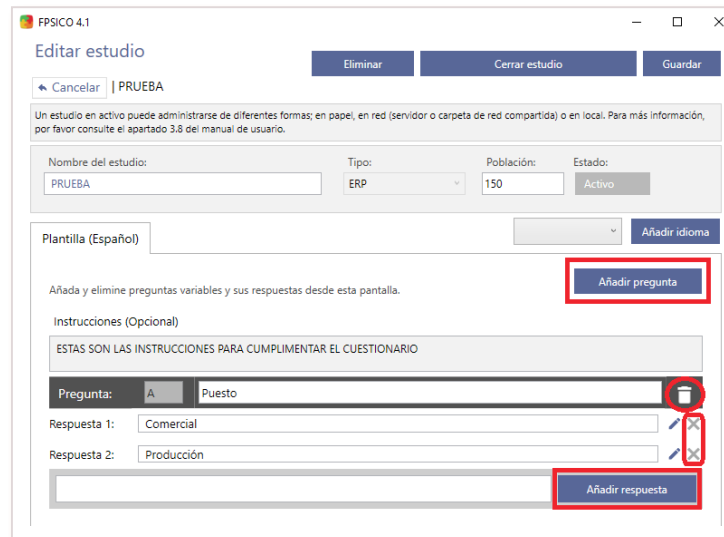 FPSICO 4.1
Editar estudio
Eliminar
Cerrar estudio
Guardar
Cancelar | PRUEBA
Un estudio en activo puede administrarse de diferentes formas; en papel, en red (servidor o carpeta de red compartida) o en local. Para más información,
por favor consulte el apartado 3.8 del manual de usuario.
Nombre del estudio: Tipo: Población: Estado:
PRUEBA ERP 150 Activo
Plantilla (Español)
Añadir idioma
Añadir pregunta
Añada y elimine preguntas variables y sus respuestas desde esta pantalla.
Instrucciones (Opcional)
ESTAS SON LAS INSTRUCCIONES PARA CUMPLIMENTAR EL CUESTIONARIO
Pregunta: A Puesto
Respuesta 1: Comercial
Respuesta 2: Producción
Añadir respuesta